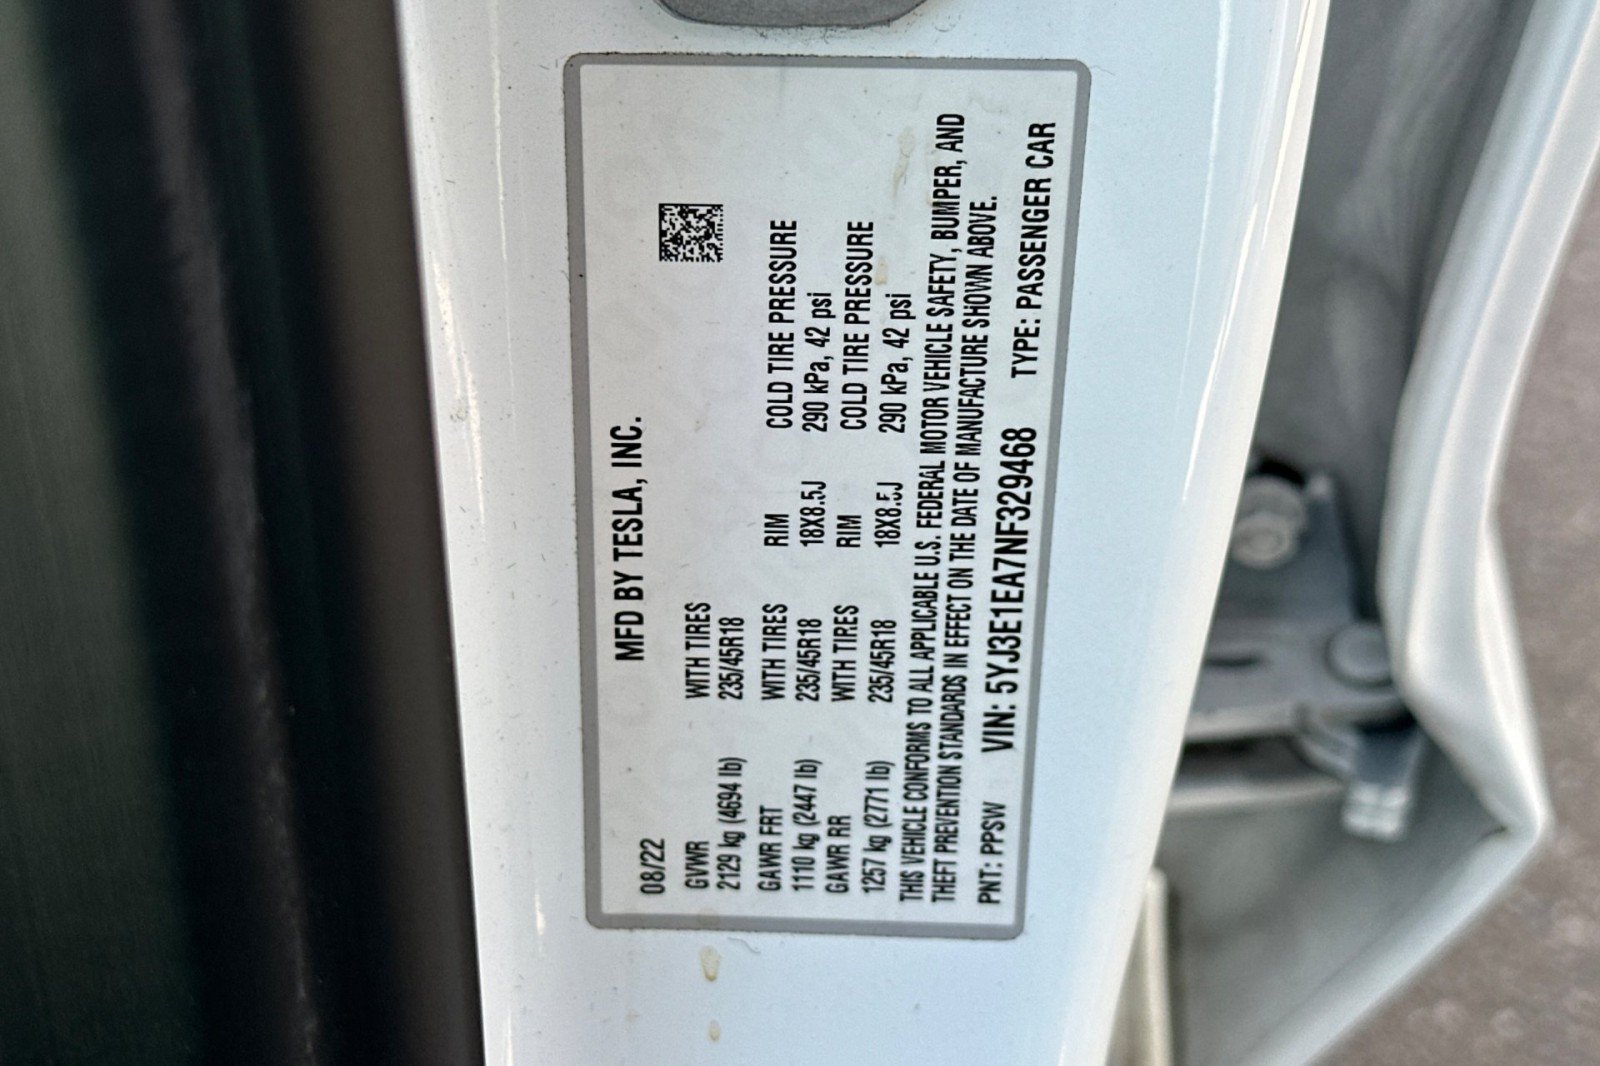 MFD BY TESLA, INC.
08/22
GVWR WITH TIRES
2129 kg (4694 lb) 235/45R18
GAWR FRT WITH TIRES RIM COLD TIRE PRESSURE
1110 kg (2447 lb) 235/45R18 18X8.5J 290 kPa, 42 psi
GAWR RR WITH TIRES RIM COLD TIRE PRESSURE
1257 kg (2771 lb) 235/45R18 18X8.5J 290 kPa, 42 psi
THIS VEHICLE CONFORMS TO ALL APPLICABLE U.S. FEDERAL MOTOR VEHICLE SAFETY, BUMPER, AND
THEFT PREVENTION STANDARDS IN EFFECT ON THE DATE OF MANUFACTURE SHOWN ABOVE.
PNT: PPSW VIN: 5YJ3E1EA7NF329468 TYPE: PASSENGER CAR